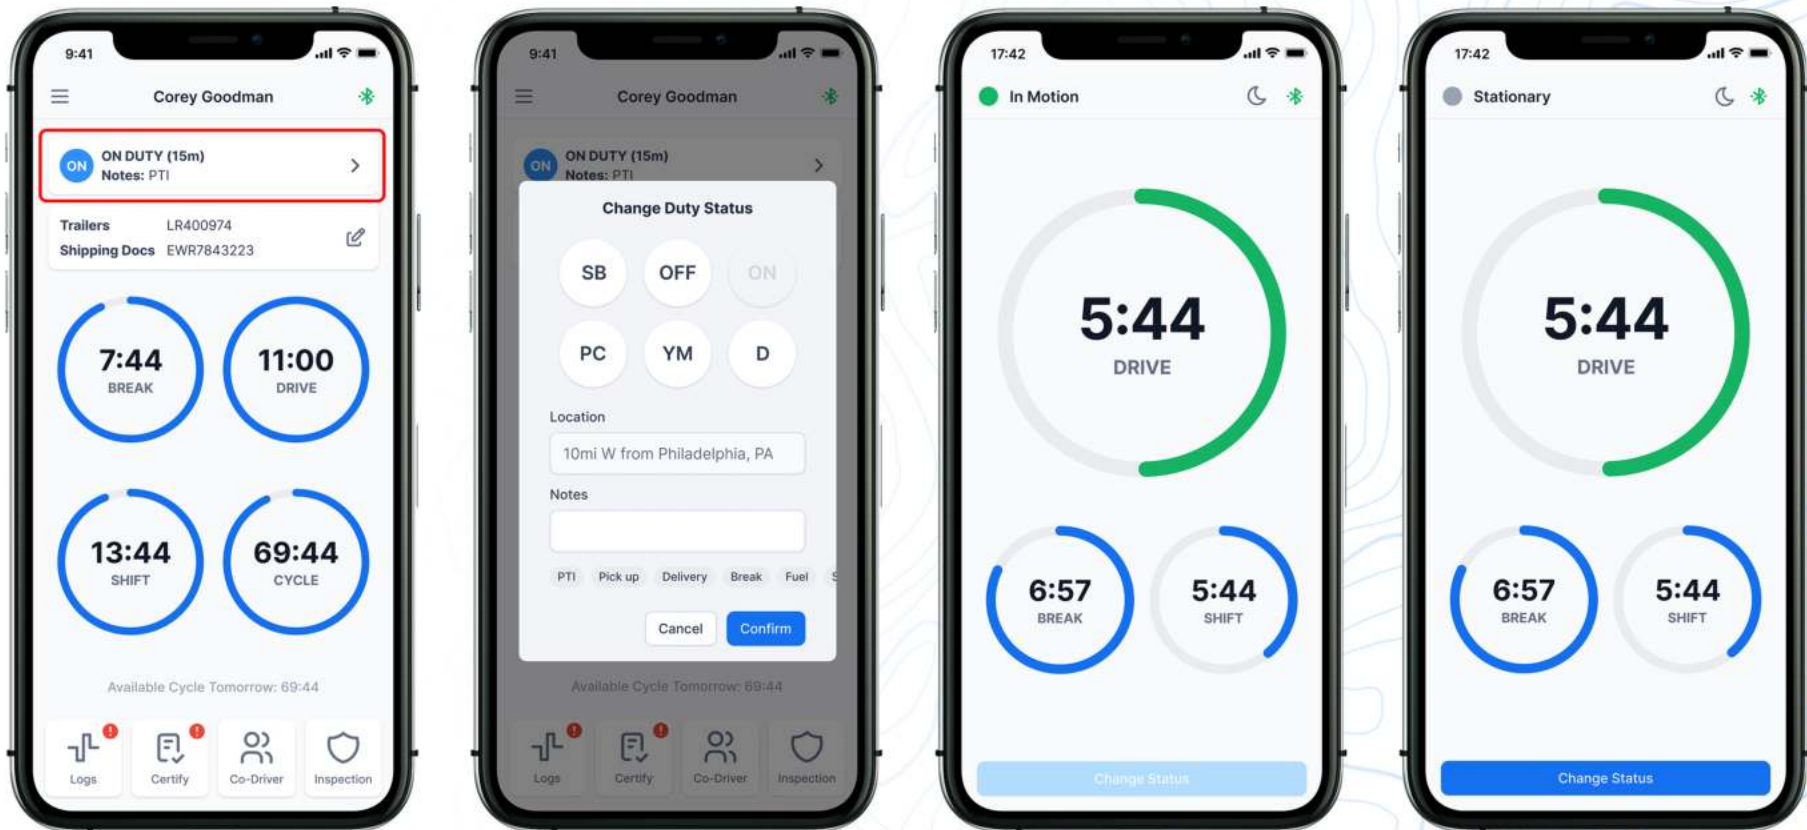 9:41
Corey Goodman
ON
ON DUTY (15m)
Notes: PTI
Trailers LR400974
Shipping Docs EWR7843223
7:44
BREAK
11:00
DRIVE
13:44
SHIFT
69:44
CYCLE
Available Cycle Tomorrow: 69:44
Logs
Certify
Co-Driver
Inspection
9:41
Corey Goodman
ON
ON DUTY (15m)
Notes: PTI
Change Duty Status
SB OFF ON
PC YM D
Location
10mi W from Philadelphia, PA
Notes
PTI Pick up Delivery Break Fuel S
Cancel Confirm
Available Cycle Tomorrow: 69:44
Logs
Certify
Co-Driver
Inspection
17:42
In Motion
5:44
DRIVE
6:57
BREAK
5:44
SHIFT
Change Status
17:42
Stationary
5:44
DRIVE
6:57
BREAK
5:44
SHIFT
Change Status